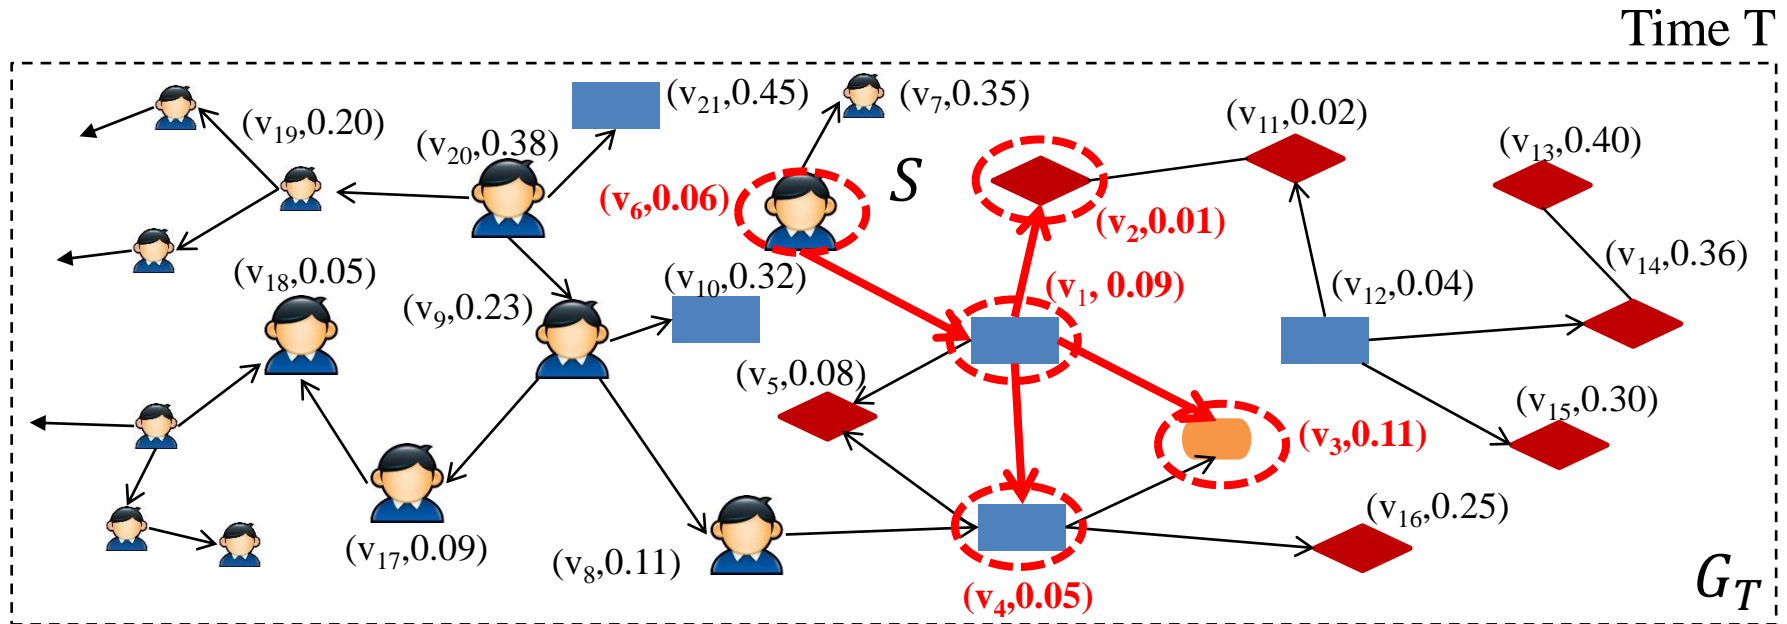 Time T
(v21,0.45)
(v7,0.35)
(v19,0.20)
(v11,0.02)
(v20,0.38)
(v13,0.40)
S
(v6,0.06)
(v2,0.01)
(v18,0.05)
(v14,0.36)
(v10,0.32)
(v1, 0.09)
(v12,0.04)
(v9,0.23)
(v5,0.08)
(v15,0.30)
(v3,0.11)
(v16,0.25)
(v17,0.09)
(v8,0.11)
(v4,0.05)
GT